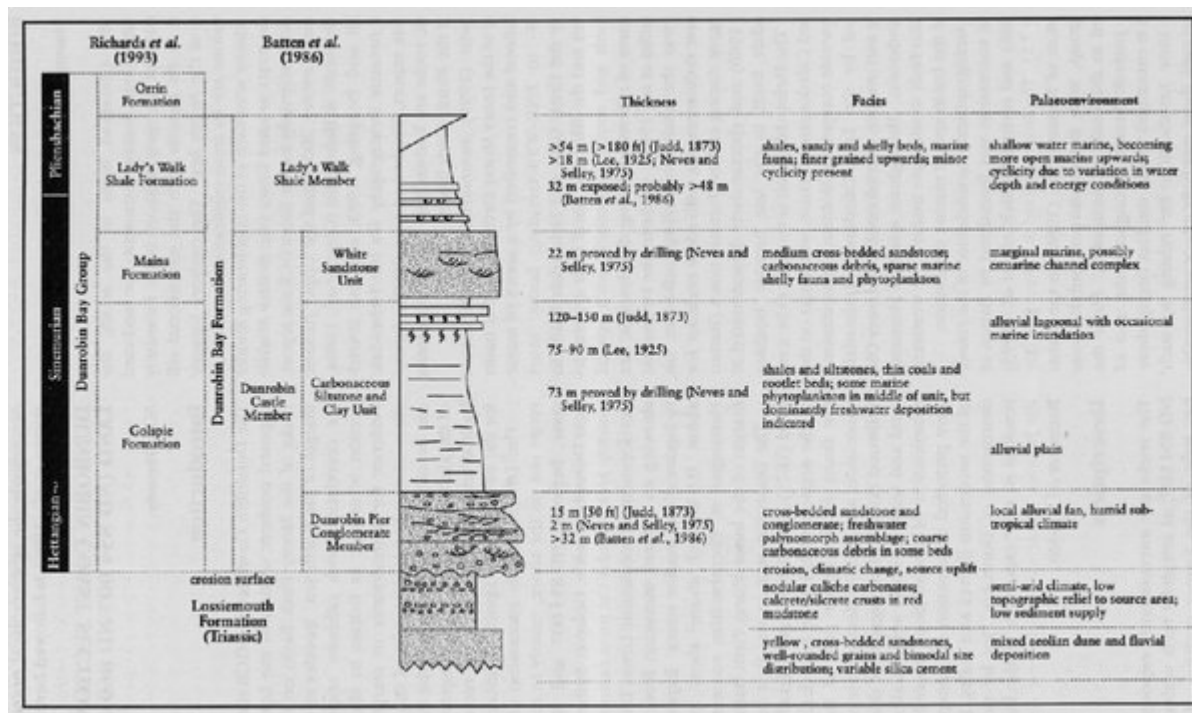 Richards et al.
(1993)
Batten et al.
(1986)
Thickness
Facies
Palaeoenvironment
Pliensbachian
Sinemurian
Hettangian
Dunrobin Bay Group
Orrin
Formation
Lady's Walk
Shale Formation
Mains
Formation
Golspie
Formation
Dunrobin Bay Formation
Lady's Walk
Shale Member
Dunrobin
Castle
Member
White
Sandstone
Unit
Carbonaceous
Siltstone and
Clay Unit
Dunrobin Pier
Conglomerate
Member
erosion surface
Lossiemouth
Formation
(Triassic)
>54 m [>180 ft] (Judd, 1873)
>18 m (Lee, 1925; Neves and
Selley, 1975)
32 m exposed; probably >48 m
(Batten et al., 1986)
shales, sandy and shelly beds, marine
fauna; finer grained upwards; minor
cyclicity present
shallow water marine, becoming
more open marine upwards;
cyclicity due to variation in water
depth and energy conditions
22 m proved by drilling (Neves and
Selley, 1975)
medium cross-bedded sandstone;
carbonaceous debris, sparse marine
shelly fauna and phytoplankton
marginal marine, possibly
estuarine channel complex
120–150 m (Judd, 1873)
75–90 m (Lee, 1925)
73 m proved by drilling (Neves and
Selley, 1975)
shales and siltstones, thin coals and
rootlet beds; some marine
phytoplankton in middle of unit, but
dominantly freshwater deposition
indicated
alluvial lagoonal with occasional
marine inundation
alluvial plain
15 m [50 ft] (Judd, 1873)
2 m (Neves and Selley, 1975)
>32 m (Batten et al., 1986)
cross-bedded sandstone and
conglomerate; freshwater
palynomorph assemblage; coarse
carbonaceous debris in some beds
local alluvial fan, humid sub-
tropical climate
erosion, climatic change, source uplift
nodular caliche carbonates;
calcrete/silcrete crusts in red
mudstone
semi-arid climate, low
topographic relief to source area;
low sediment supply
yellow, cross-bedded sandstones,
well-rounded grains and bimodal size
distribution; variable silica cement
mixed aeolian dune and fluvial
deposition